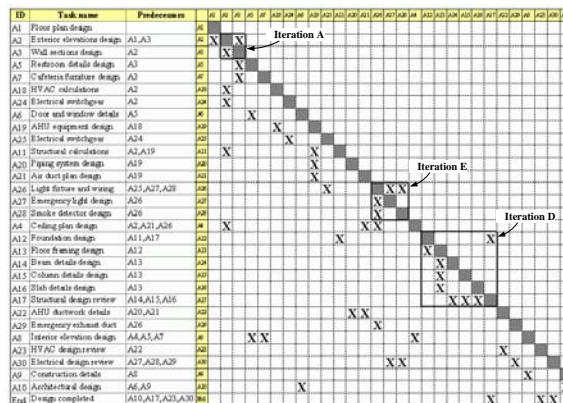 ID Task name Predecessors
A1 Floor plan design
A2 Exterior elevations design A1,A3
A3 Wall sections design A2
A5 Restroom details design A3
A7 Cafeteria furniture design A3
A18 HVAC calculations A2
A24 Electrical switchgear A2
A6 Door and window details A5
A19 AHU equipment design A18
A25 Electrical switchgear A24
A11 Structural calculations A2,A19
A20 Piping system design A19
A21 Air duct plan design A19
A26 Light fixture and wiring A25,A27,A28
A27 Emergency light design A26
A28 Smoke detector design A26
A4 Ceiling plan design A2,A21,A26
A12 Foundation design A11,A17
A13 Floor framing design A12
A14 Beam details design A13
A15 Column details design A13
A16 Slab details design A13
A17 Structural design review A14,A15,A16
A22 AHU ductwork details A20,A21
A29 Emergency exhaust duct A26
A8 Interior elevation design A4,A5,A7
A23 HVAC design review A22
A30 Electrical design review A27,A28,A29
A9 Construction details A8
A10 Architectural design A6,A9
End Design completed A10,A17,A23,A30
Iteration A
Iteration E
Iteration D